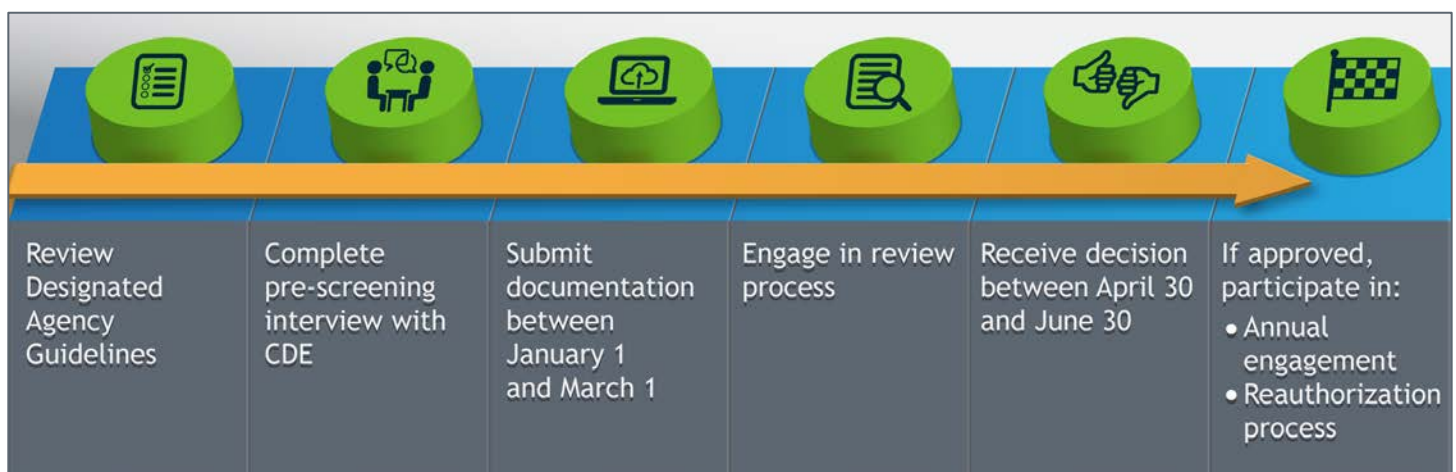 Review
Designated
Agency
Guidelines
Complete
pre-screening
interview with
CDE
Submit
documentation
between
January 1
and March 1
Engage in review
process
Receive decision
between April 30
and June 30
If approved,
participate in:
• Annual
engagement
• Reauthorization
process